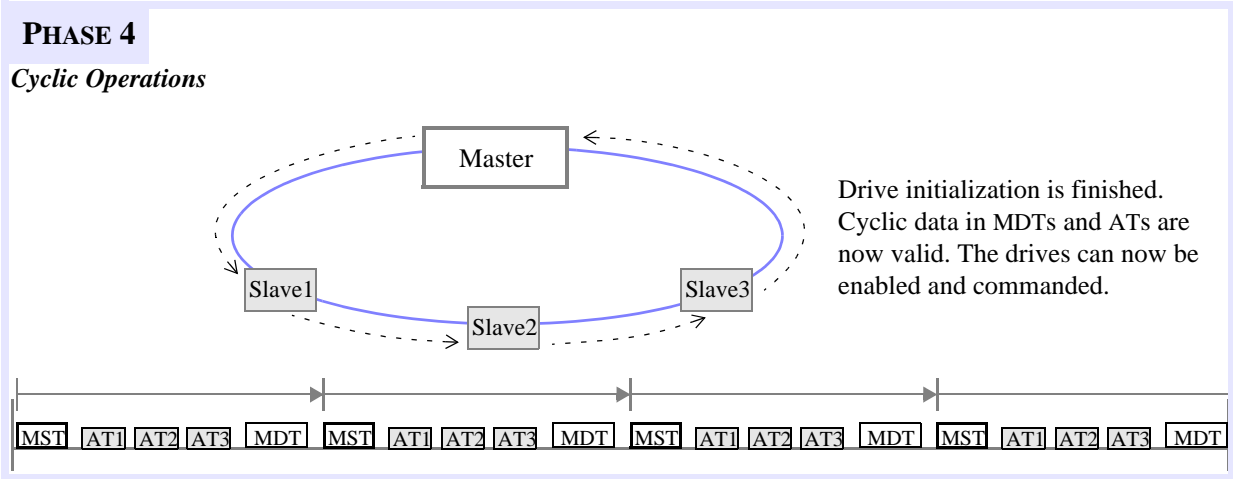 PHASE 4
Cyclic Operations
Master
Drive initialization is finished.
Cyclic data in MDTs and ATs are
now valid. The drives can now be
enabled and commanded.
Slave1
Slave3
Slave2
MST AT1 AT2 AT3 MDT MST AT1 AT2 AT3 MDT MST AT1 AT2 AT3 MDT MST AT1 AT2 AT3 MDT